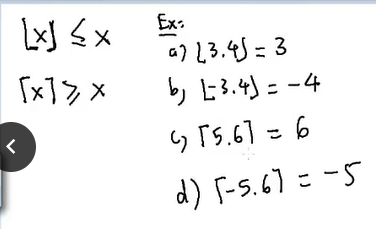 ⌊x⌋ ≤ x
⌈x⌉ ≥ x
Ex:
a) ⌊3.4⌋ = 3
b) ⌊-3.4⌋ = -4
c) ⌈5.6⌉ = 6
d) ⌈-5.6⌉ = -5